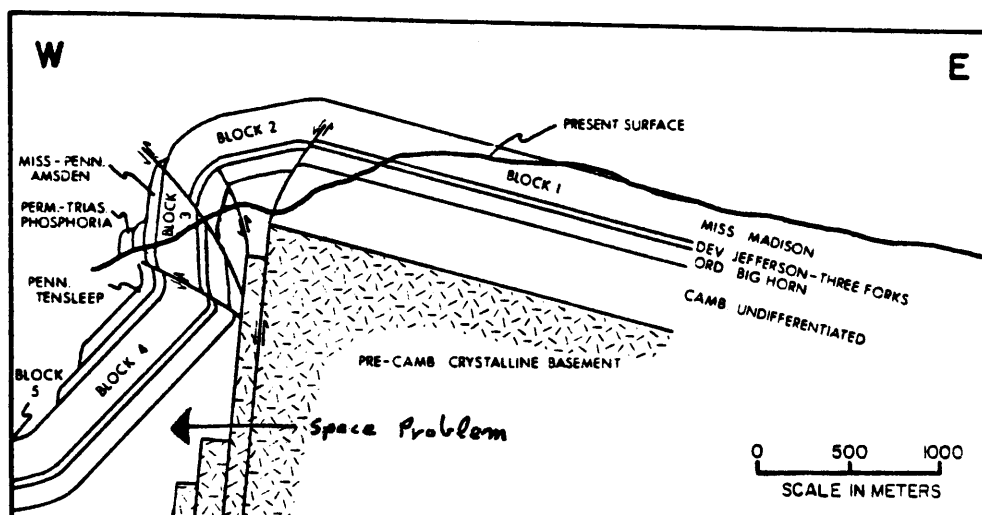 W
E
BLOCK 2
PRESENT SURFACE
MISS-PENN.
AMSDEN
BLOCK 1
BLOCK
3
PERM.-TRIAS.
PHOSPHORIA
MISS MADISON
DEV JEFFERSON-THREE FORKS
ORD BIG HORN
PENN.
TENSLEEP
CAMB UNDIFFERENTIATED
BLOCK 4
PRE-CAMB CRYSTALLINE BASEMENT
BLOCK
5
Space Problem
0 500 1000
SCALE IN METERS